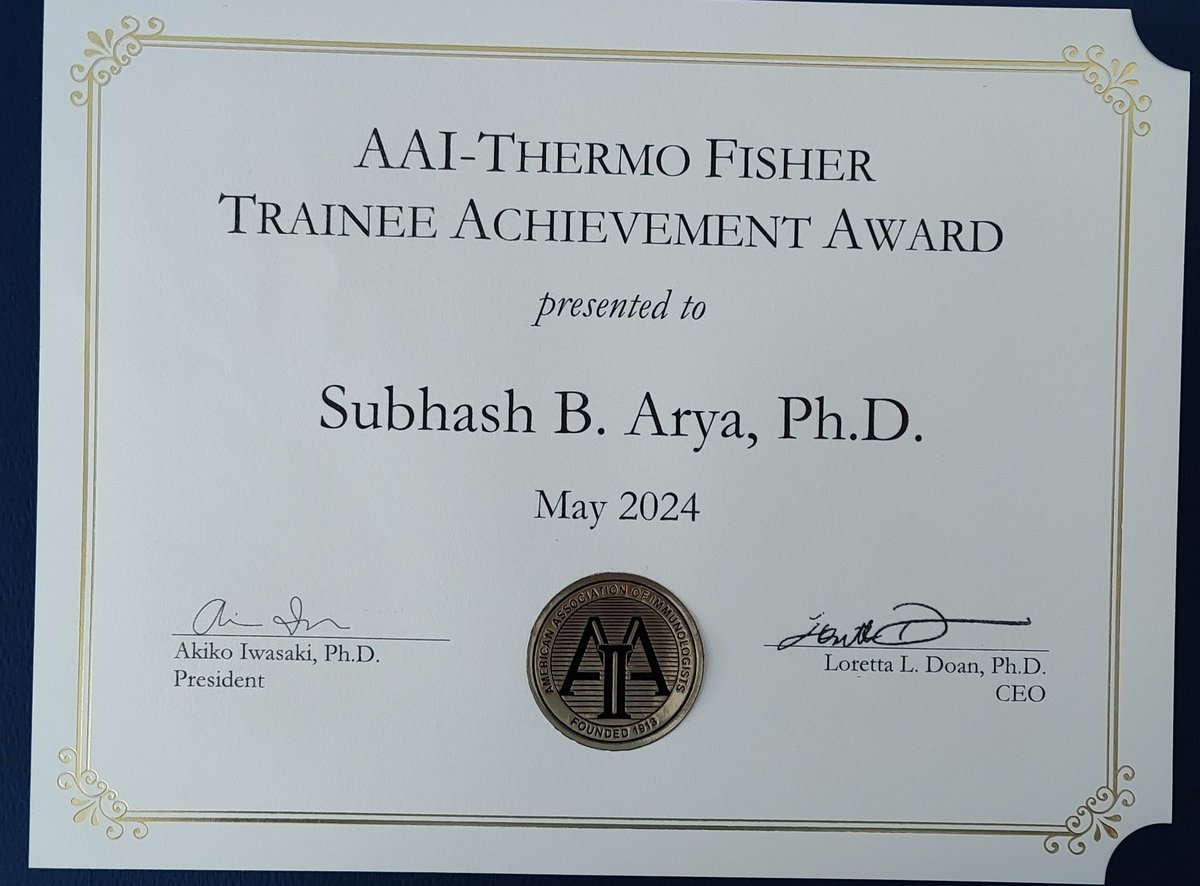 AAI-THERMO FISHER
TRAINEE ACHIEVEMENT AWARD
presented to
Subhash B. Arya, Ph.D.
May 2024
Akiko Iwasaki, Ph.D.
President
AMERICAN ASSOCIATION OF IMMUNOLOGISTS
AAI
FOUNDED 1913
Loretta L. Doan, Ph.D.
CEO